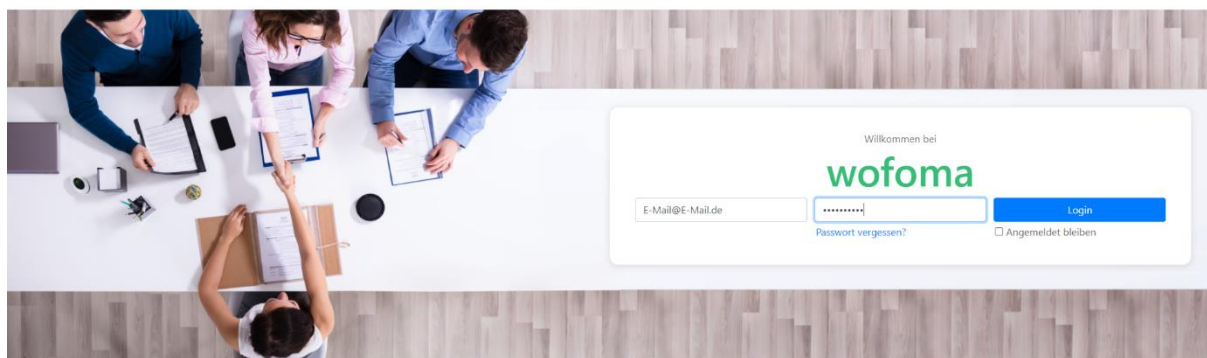 Willkommen bei
wofoma
E-Mail@E-Mail.de
••••••••••
Login
Passwort vergessen?
Angemeldet bleiben